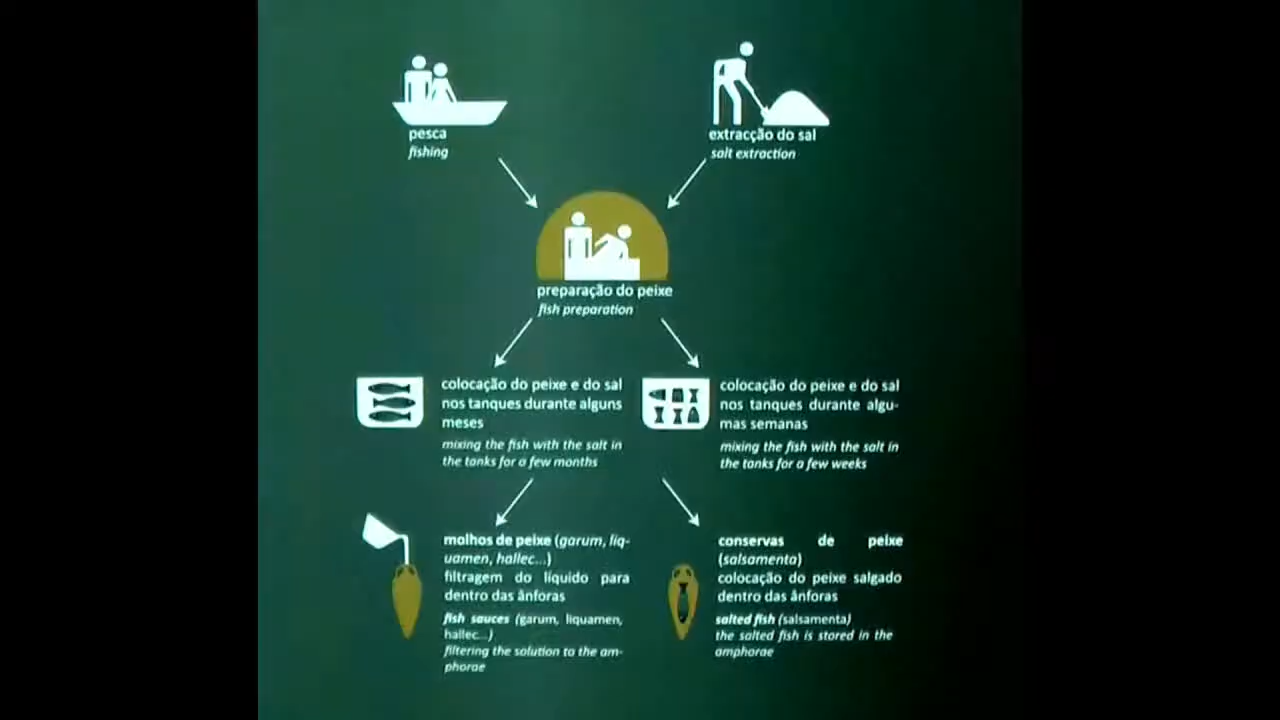 pesca
fishing
extracção do sal
salt extraction
preparação do peixe
fish preparation
colocação do peixe e do sal
nos tanques durante alguns
meses
mixing the fish with the salt in
the tanks for a few months
colocação do peixe e do sal
nos tanques durante algu-
mas semanas
mixing the fish with the salt in
the tanks for a few weeks
molhos de peixe (garum, liq-
uamen, hallec...)
filtragem do líquido para
dentro das ânforas
fish sauces (garum, liquamen,
hallec...)
filtering the solution to the am-
phorae
conservas de peixe
(salsamenta)
colocação do peixe salgado
dentro das ânforas
salted fish (salsamenta)
the salted fish is stored in the
amphorae